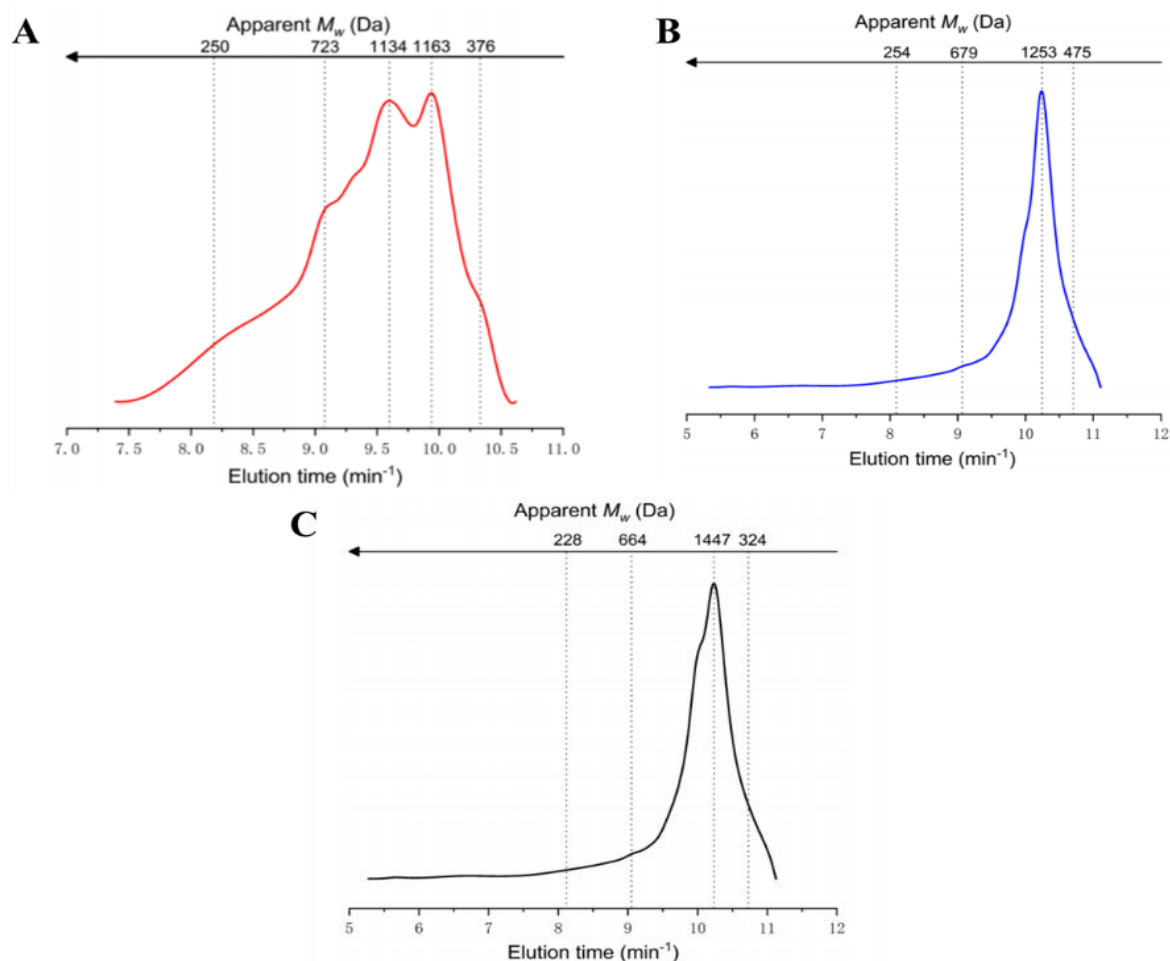 A
Apparent Mw (Da)
250 723 1134 1163 376
7.0 7.5 8.0 8.5 9.0 9.5 10.0 10.5 11.0
Elution time (min-1)
B
Apparent Mw (Da)
254 679 1253 475
5 6 7 8 9 10 11 12
Elution time (min-1)
C
Apparent Mw (Da)
228 664 1447 324
5 6 7 8 9 10 11 12
Elution time (min-1)